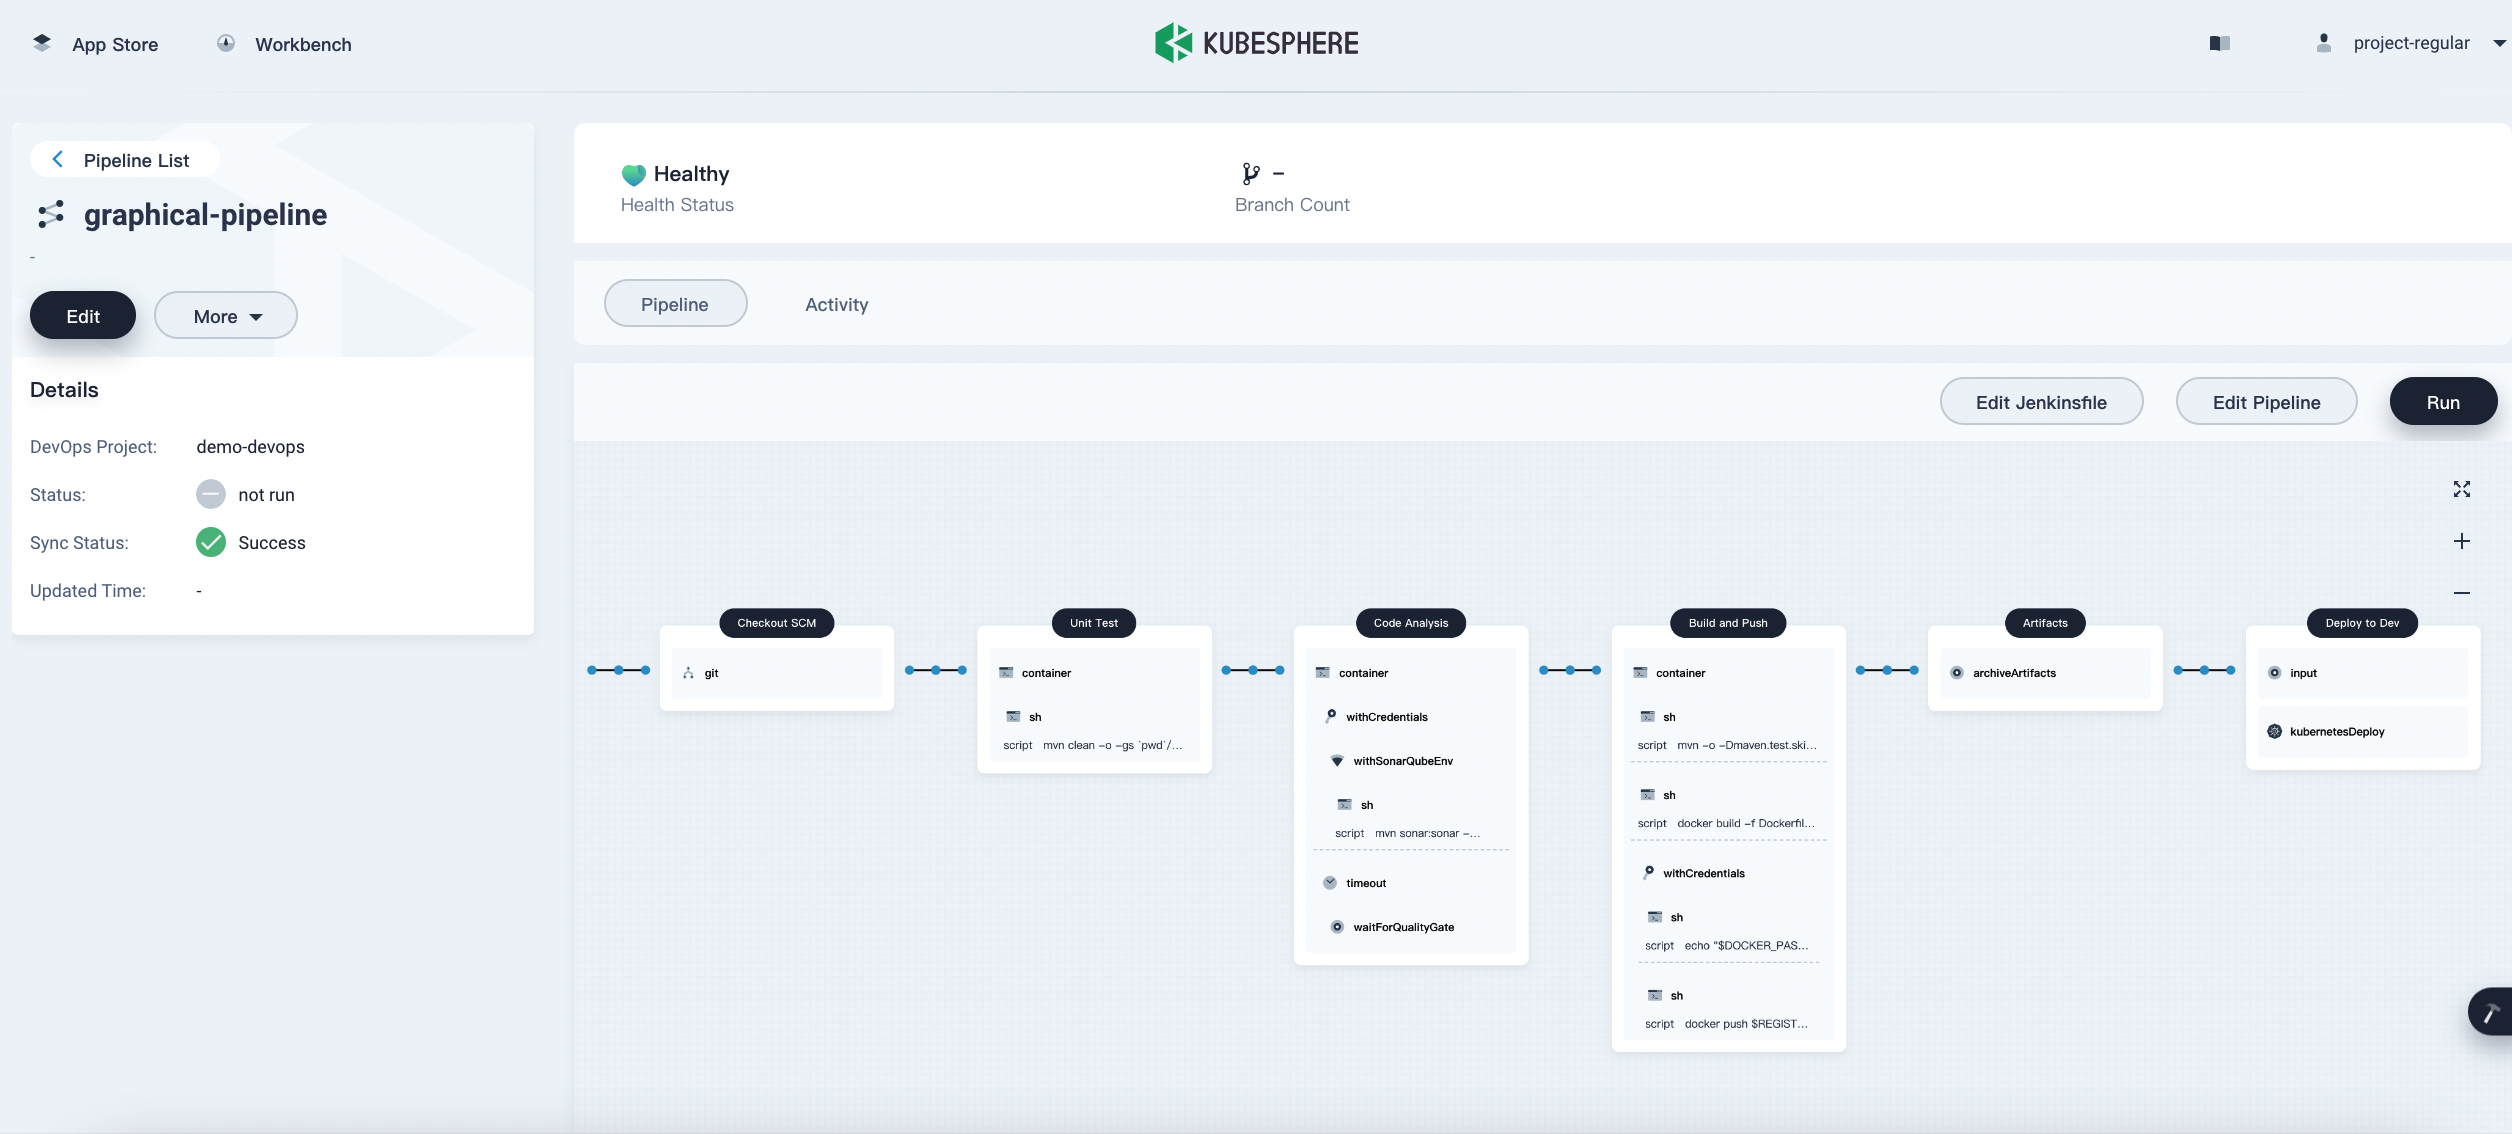 App Store
Workbench
KUBESPHERE
project-regular
Pipeline List
graphical-pipeline
-
Edit
More
Details
DevOps Project: demo-devops
Status: not run
Sync Status: Success
Updated Time: -
Healthy
Health Status
–
Branch Count
Pipeline
Activity
Edit Jenkinsfile
Edit Pipeline
Run
Checkout SCM
git
Unit Test
container
sh
script mvn clean -o -gs `pwd`/...
Code Analysis
container
withCredentials
withSonarQubeEnv
sh
script mvn sonar:sonar -...
timeout
waitForQualityGate
Build and Push
container
sh
script mvn -o -Dmaven.test.ski...
sh
script docker build -f Dockerfil...
withCredentials
sh
script echo "$DOCKER_PAS...
sh
script docker push $REGIST...
Artifacts
archiveArtifacts
Deploy to Dev
input
kubernetesDeploy